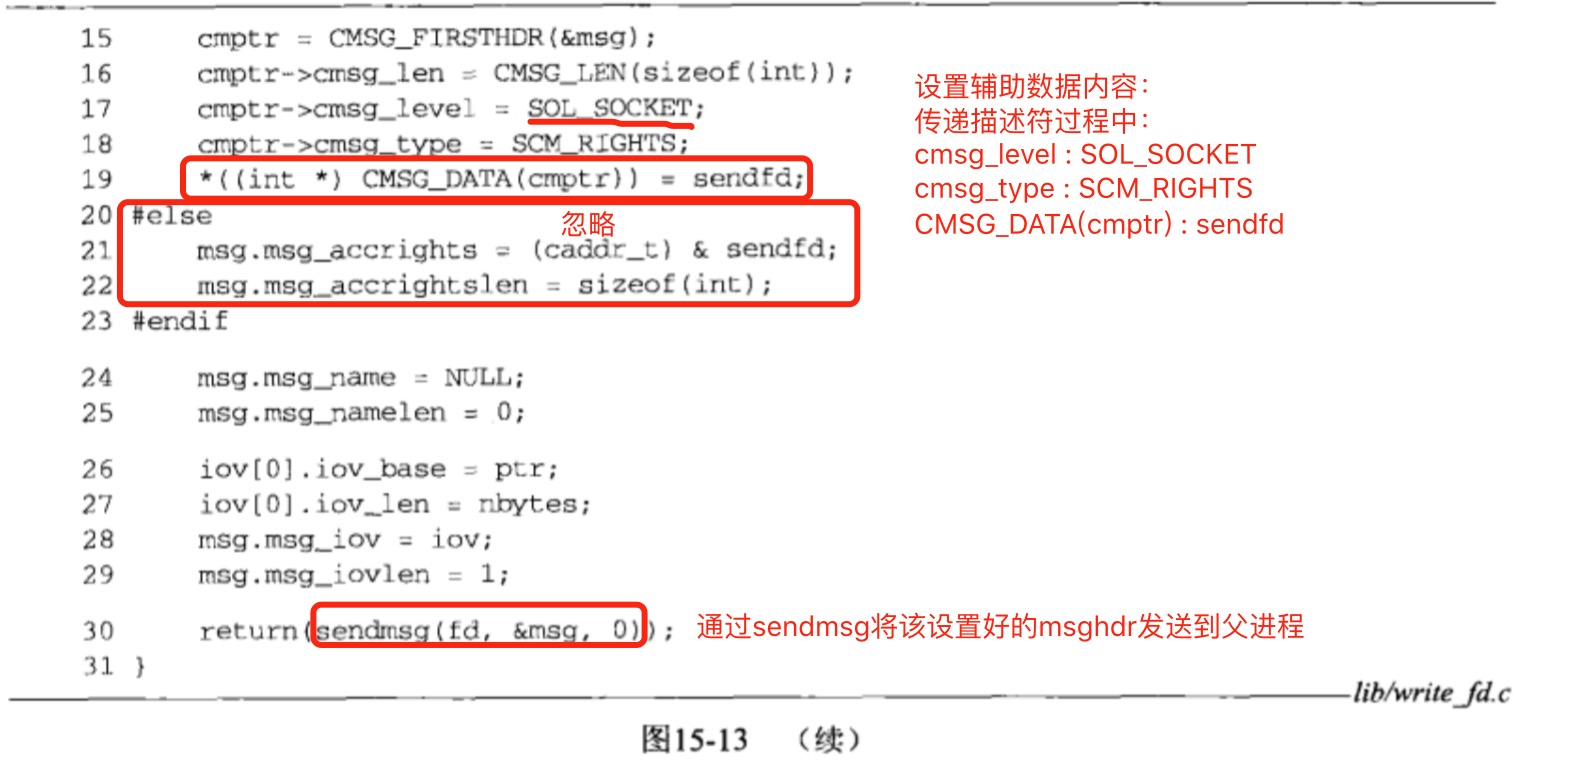 15 cmptr = CMSG_FIRSTHDR(&msg);
16 cmptr->cmsg_len = CMSG_LEN(sizeof(int));
设置辅助数据内容:
17 cmptr->cmsg_level = SOL_SOCKET;
传递描述符过程中:
18 cmptr->cmsg_type = SCM_RIGHTS;
cmsg_level : SOL_SOCKET
19 *((int *) CMSG_DATA(cmptr)) = sendfd;
cmsg_type : SCM_RIGHTS
20 #else
忽略
CMSG_DATA(cmptr) : sendfd
21 msg.msg_accrights = (caddr_t) & sendfd;
22 msg.msg_accrightslen = sizeof(int);
23 #endif
24 msg.msg_name = NULL;
25 msg.msg_namelen = 0;
26 iov[0].iov_base = ptr;
27 iov[0].iov_len = nbytes;
28 msg.msg_iov = iov;
29 msg.msg_iovlen = 1;
30 return(sendmsg(fd, &msg, 0));
通过sendmsg将该设置好的msghdr发送到父进程
31 }
lib/write_fd.c
图15-13 （续）